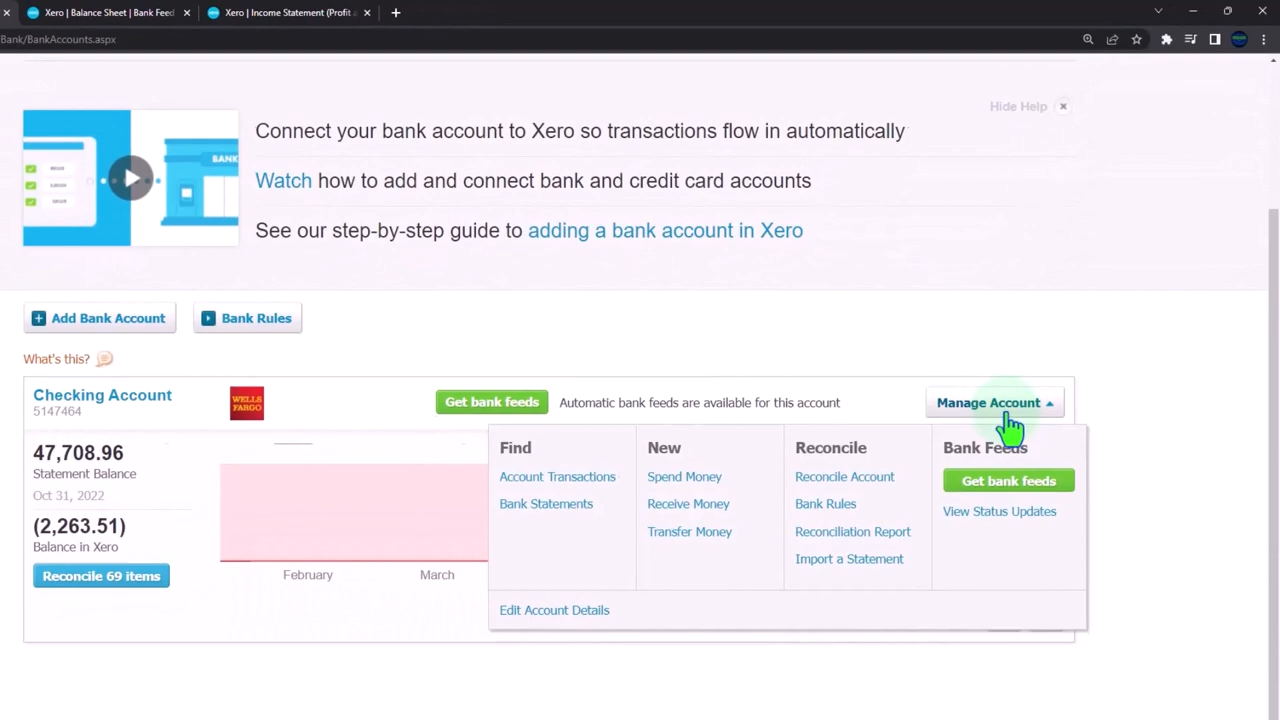 Xero | Balance Sheet | Bank Feed
Xero | Income Statement (Profit a
Bank/BankAccounts.aspx
Hide Help
Connect your bank account to Xero so transactions flow in automatically
Watch how to add and connect bank and credit card accounts
See our step-by-step guide to adding a bank account in Xero
BANK
Add Bank Account
Bank Rules
What's this?
Checking Account
5147464
WELLS
FARGO
Get bank feeds
Automatic bank feeds are available for this account
Manage Account
47,708.96
Statement Balance
Oct 31, 2022
(2,263.51)
Balance in Xero
Reconcile 69 items
February
March
Find
Account Transactions
Bank Statements
New
Spend Money
Receive Money
Transfer Money
Reconcile
Reconcile Account
Bank Rules
Reconciliation Report
Import a Statement
Bank Feeds
Get bank feeds
View Status Updates
Edit Account Details